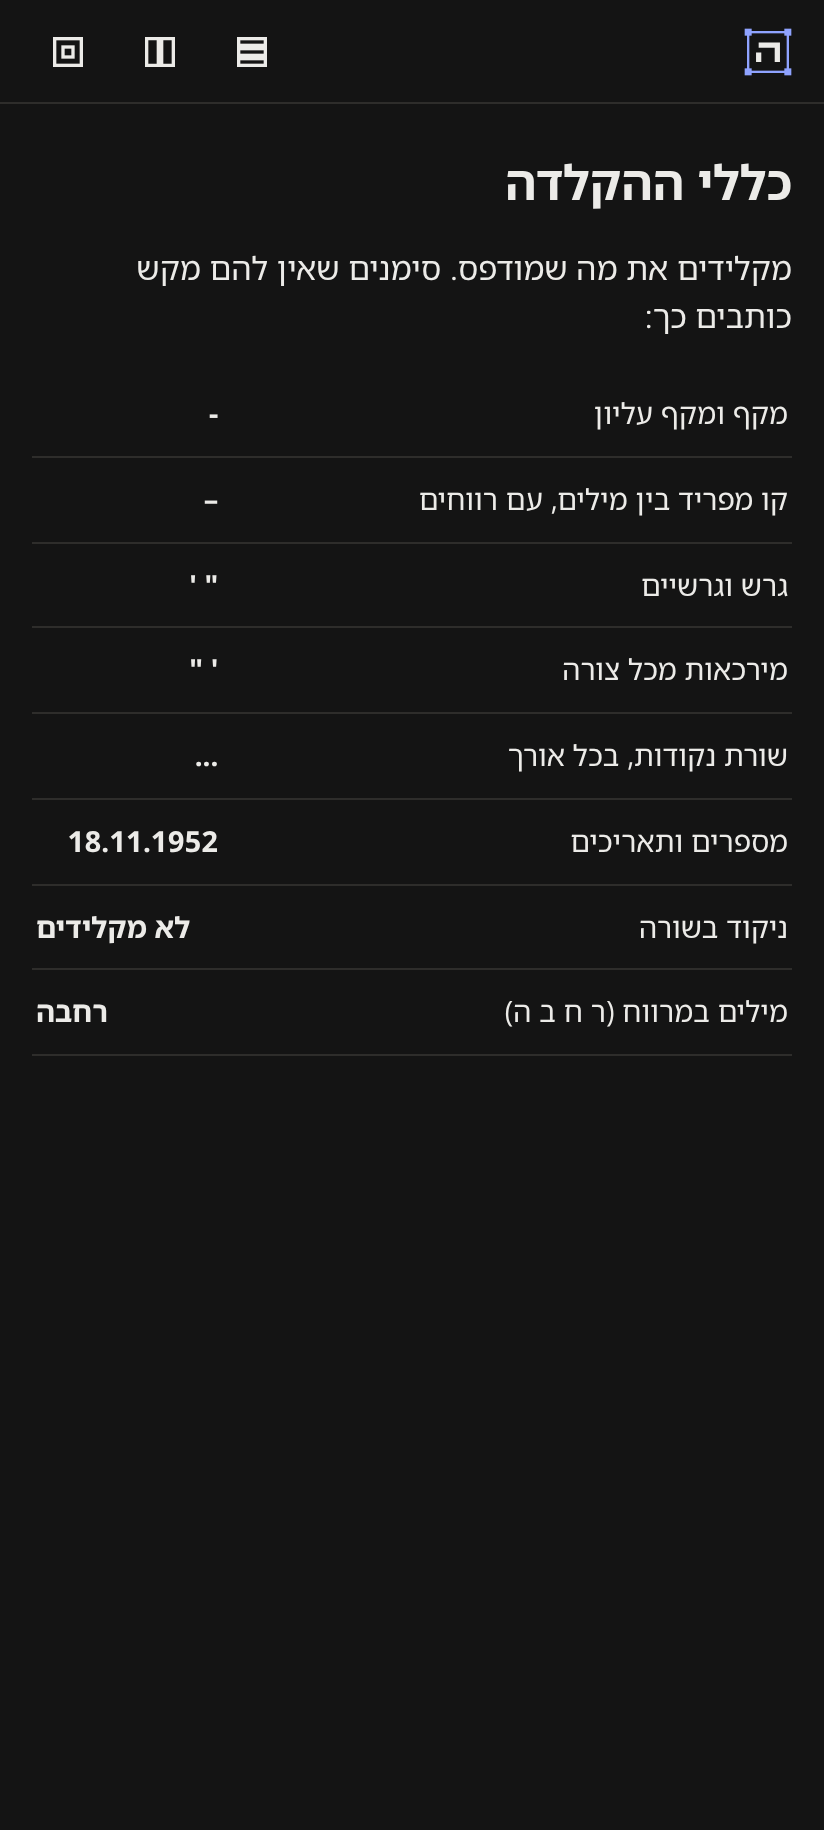 ה
כללי ההקלדה
מקלידים את מה שמודפס. סימנים שאין להם מקש
כותבים כך:
מקף ומקף עליון -
קו מפריד בין מילים, עם רווחים –
גרש וגרשיים " '
מירכאות מכל צורה ' "
שורת נקודות, בכל אורך ...
מספרים ותאריכים 18.11.1952
ניקוד בשורה לא מקלידים
מילים במרווח (ר ח ב ה) רחבה